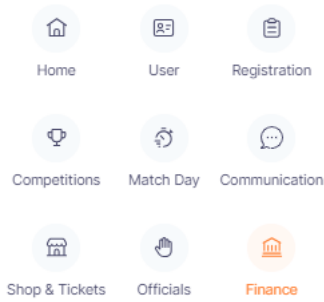 Home User Registration
Competitions Match Day Communication
Shop & Tickets Officials Finance